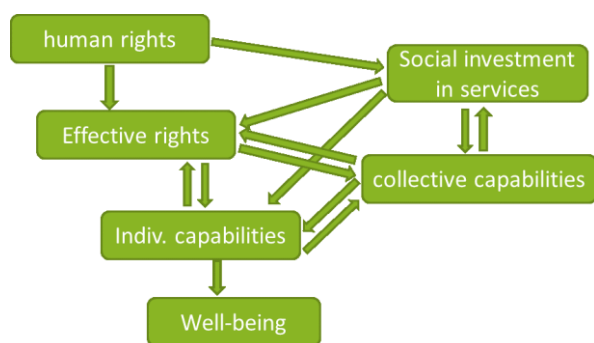 human rights
Social investment
in services
Effective rights
collective capabilities
Indiv. capabilities
Well-being